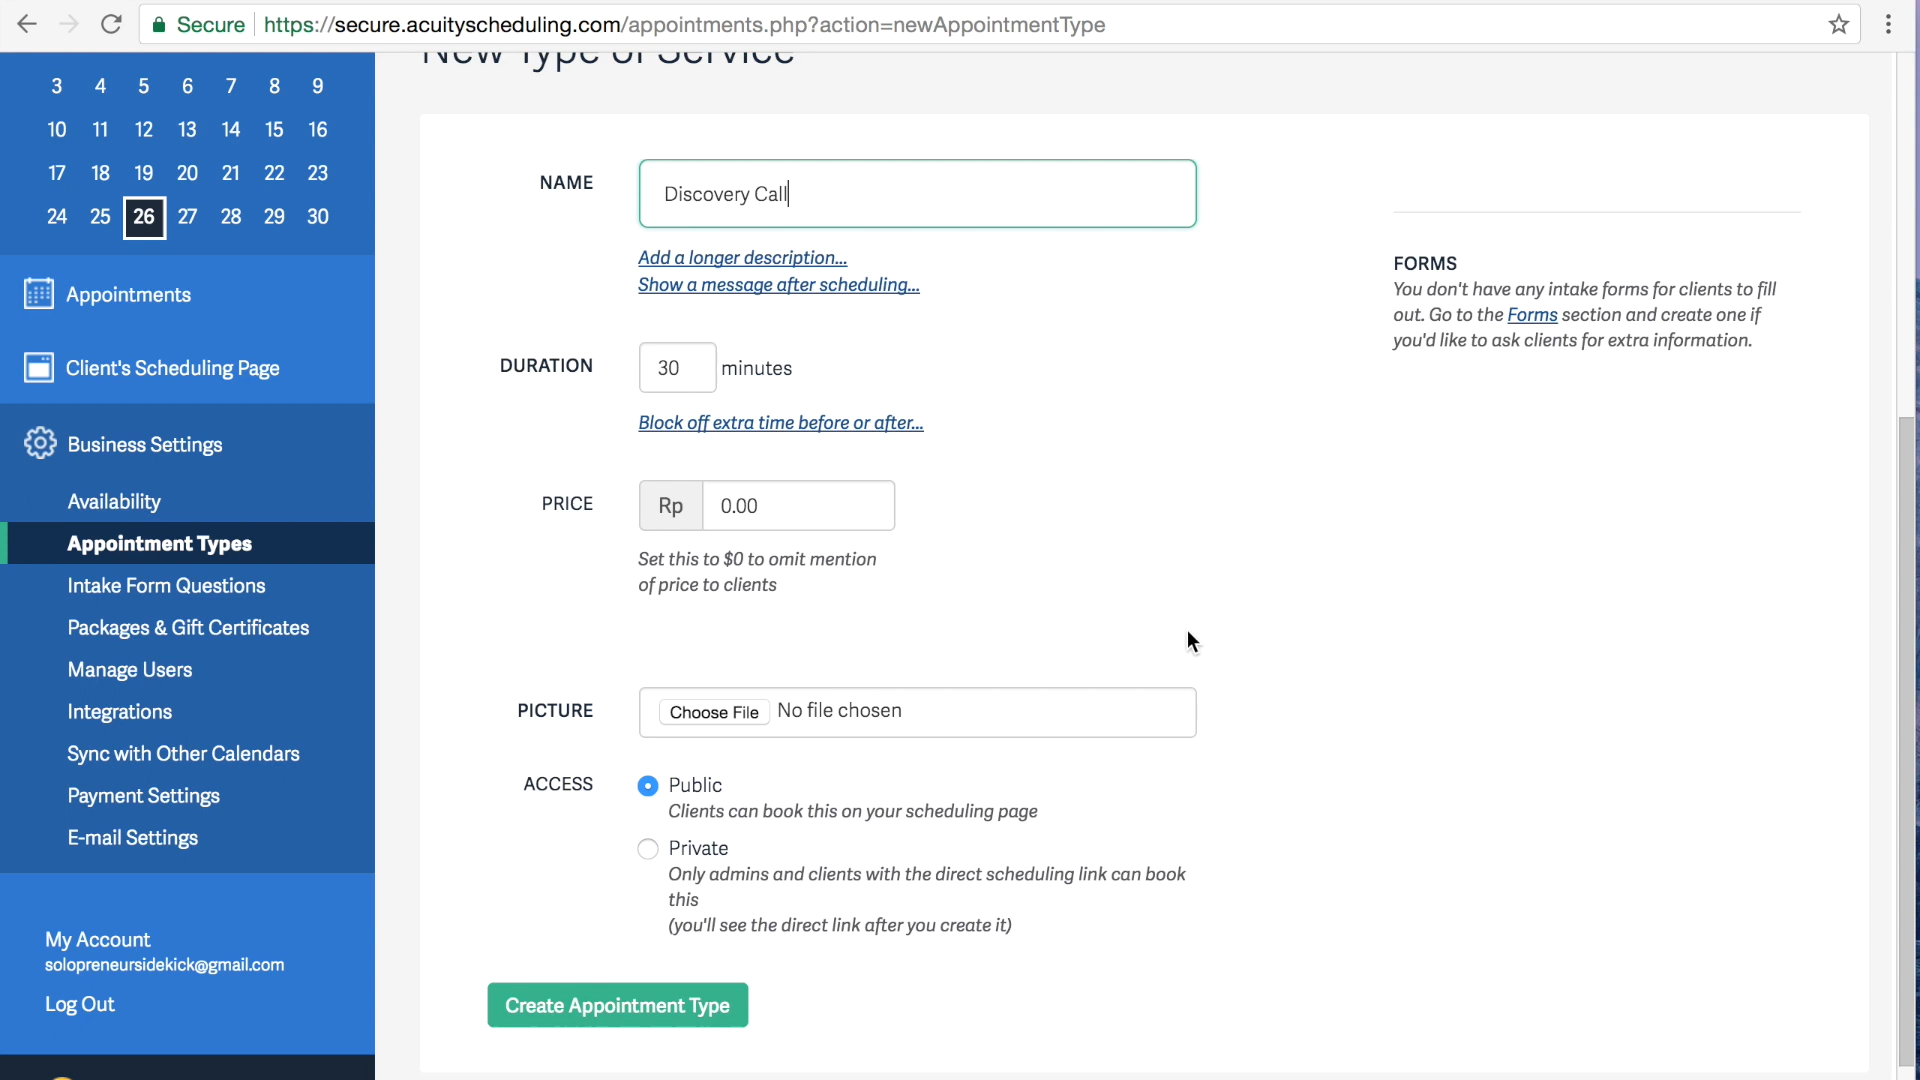 Secure https://secure.acuityscheduling.com/appointments.php?action=newAppointmentType
New Type of Service
3 4 5 6 7 8 9
10 11 12 13 14 15 16
17 18 19 20 21 22 23
24 25 26 27 28 29 30
Appointments
Client's Scheduling Page
Business Settings
Availability
Appointment Types
Intake Form Questions
Packages & Gift Certificates
Manage Users
Integrations
Sync with Other Calendars
Payment Settings
E-mail Settings
My Account
solopreneursidekick@gmail.com
Log Out
NAME
Discovery Call
Add a longer description...
Show a message after scheduling...
DURATION
30 minutes
Block off extra time before or after...
PRICE
Rp 0.00
Set this to $0 to omit mention
of price to clients
PICTURE
Choose File No file chosen
ACCESS
Public
Clients can book this on your scheduling page
Private
Only admins and clients with the direct scheduling link can book
this
(you'll see the direct link after you create it)
Create Appointment Type
FORMS
You don't have any intake forms for clients to fill
out. Go to the Forms section and create one if
you'd like to ask clients for extra information.